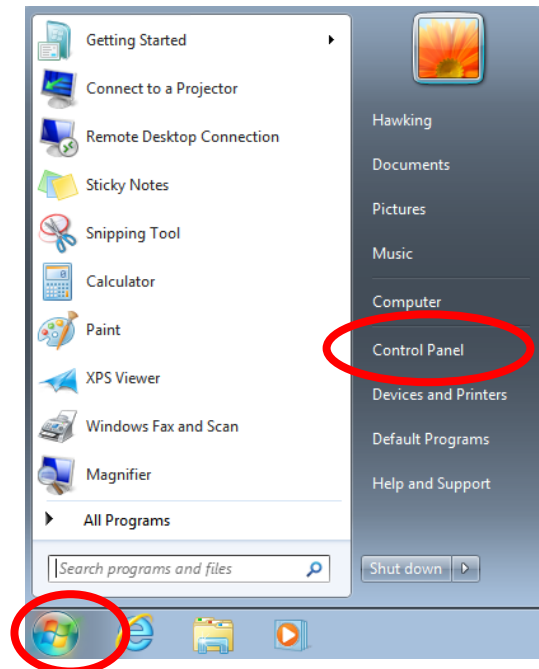 Getting Started
Connect to a Projector
Remote Desktop Connection
Sticky Notes
Snipping Tool
Calculator
Paint
XPS Viewer
Windows Fax and Scan
Magnifier
All Programs
Search programs and files
Hawking
Documents
Pictures
Music
Computer
Control Panel
Devices and Printers
Default Programs
Help and Support
Shut down